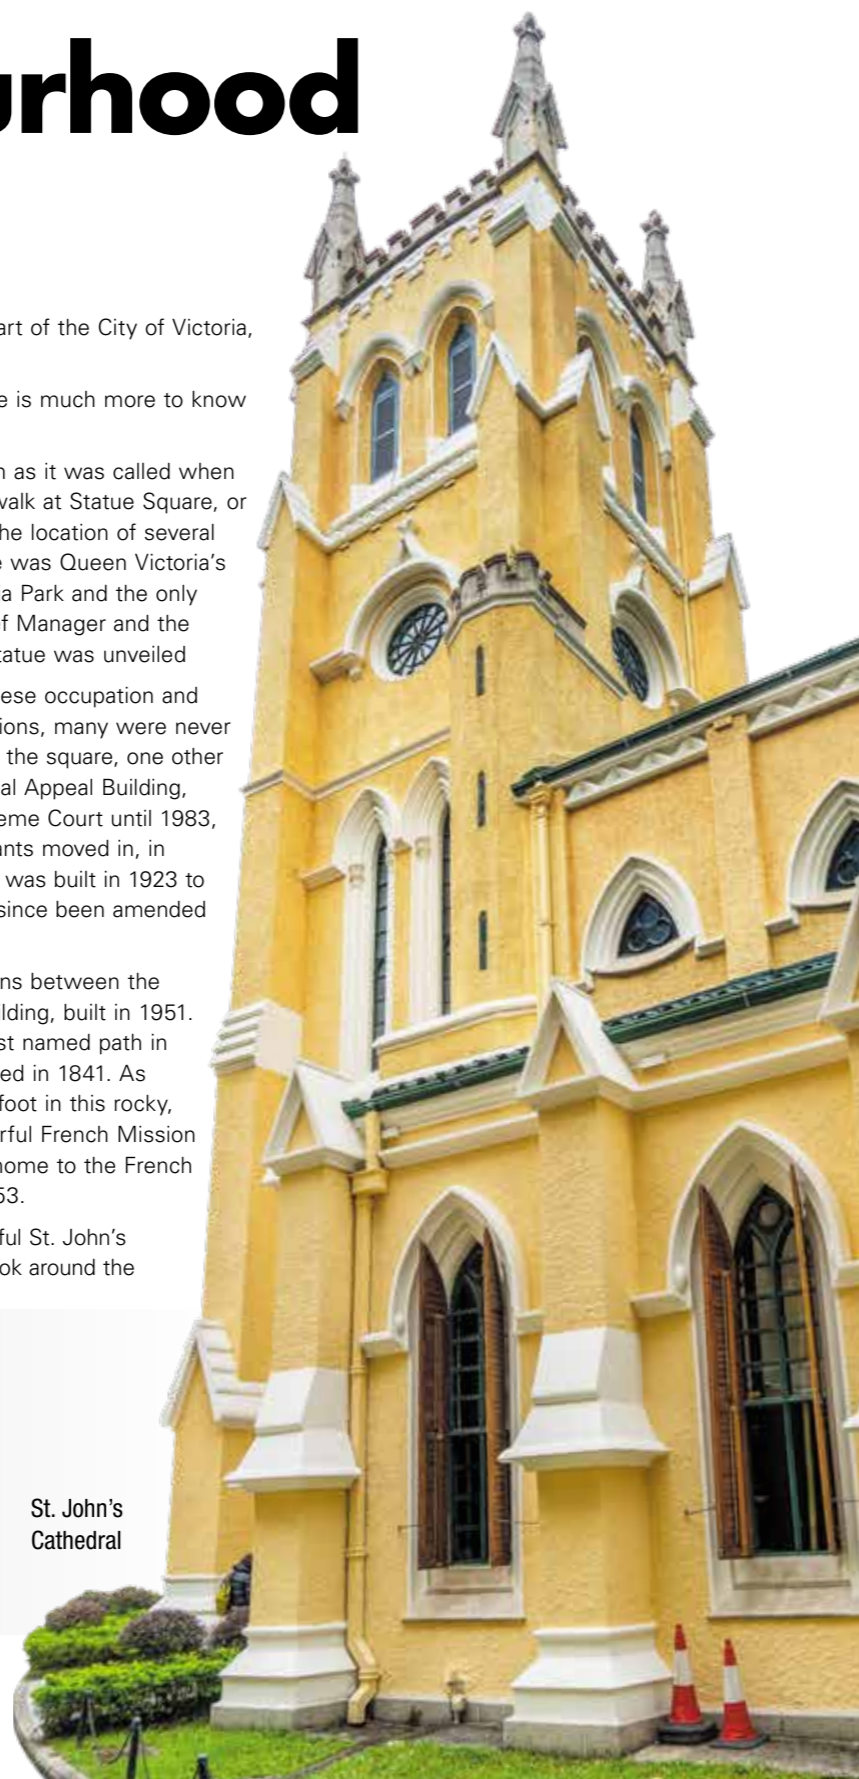 urhood
art of the City of Victoria,
e is much more to know
n as it was called when
walk at Statue Square, or
he location of several
e was Queen Victoria's
ia Park and the only
ef Manager and the
tatue was unveiled
ese occupation and
ions, many were never
the square, one other
al Appeal Building,
eme Court until 1983,
ants moved in, in
was built in 1923 to
since been amended
ns between the
ilding, built in 1951.
st named path in
ed in 1841. As
foot in this rocky,
rful French Mission
home to the French
53.
ful St. John's
ok around the
St. John's
Cathedral